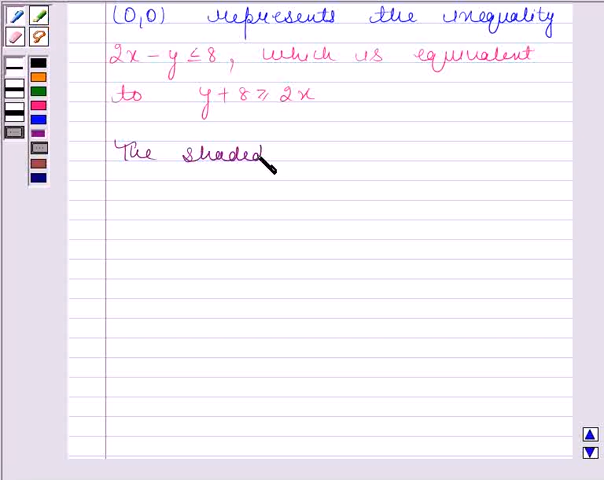 (0,0) represents the inequality
2x - y ≤ 8, which is equivalent
to y + 8 ≥ 2x
The shaded